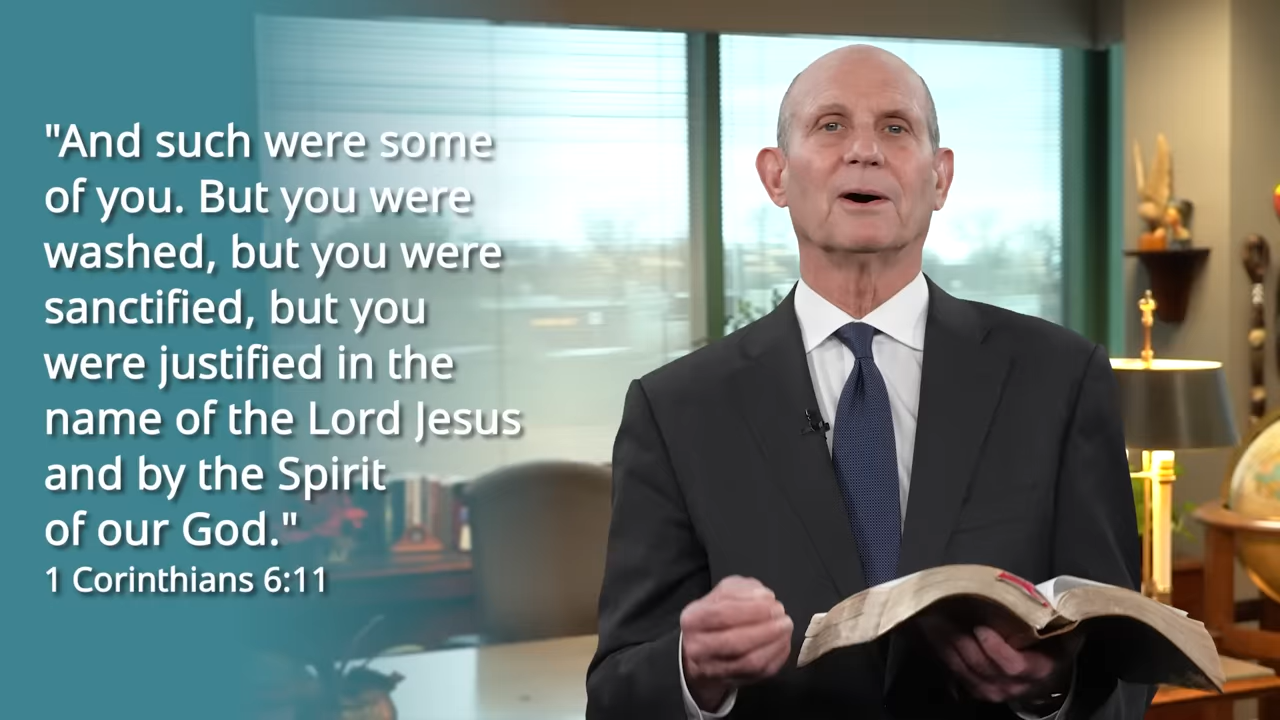 "And such were some
of you. But you were
washed, but you were
sanctified, but you
were justified in the
name of the Lord Jesus
and by the Spirit
of our God."
1 Corinthians 6:11